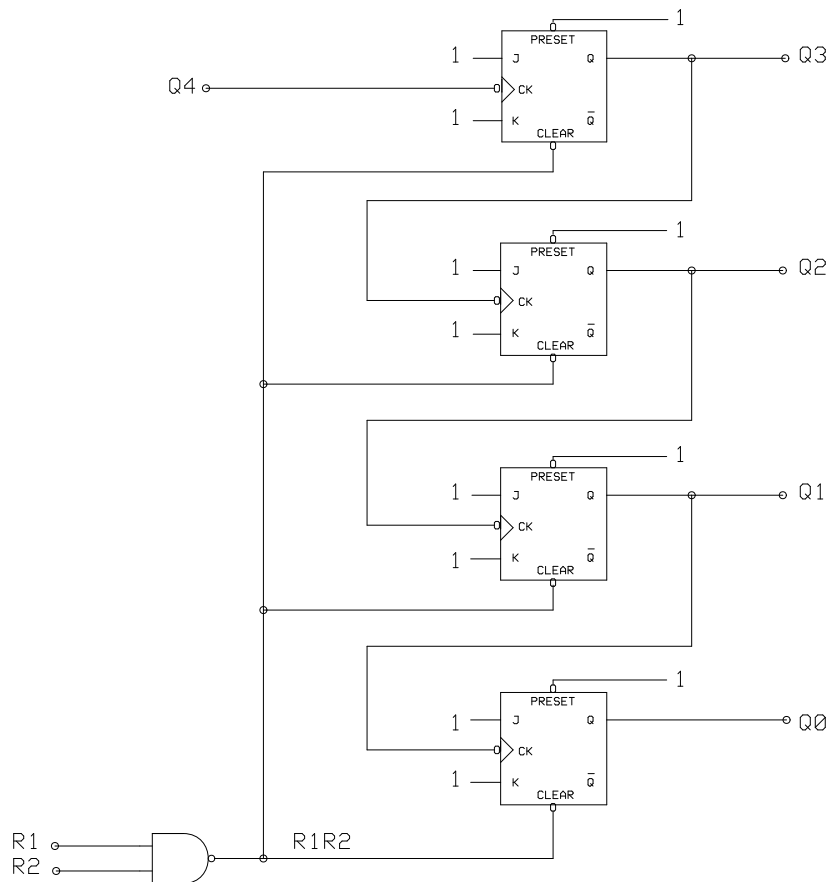 1
PRESET
1 J Q Q3
Q4 CK
1 K Q̅
CLEAR
1
PRESET
1 J Q Q2
CK
1 K Q̅
CLEAR
1
PRESET
1 J Q Q1
CK
1 K Q̅
CLEAR
1
PRESET
1 J Q Q0
CK
1 K Q̅
CLEAR
R1 R1R2
R2